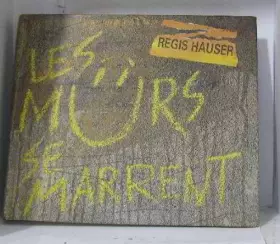 REGIS HAUSER
LES
MURS
SE
MARRENT